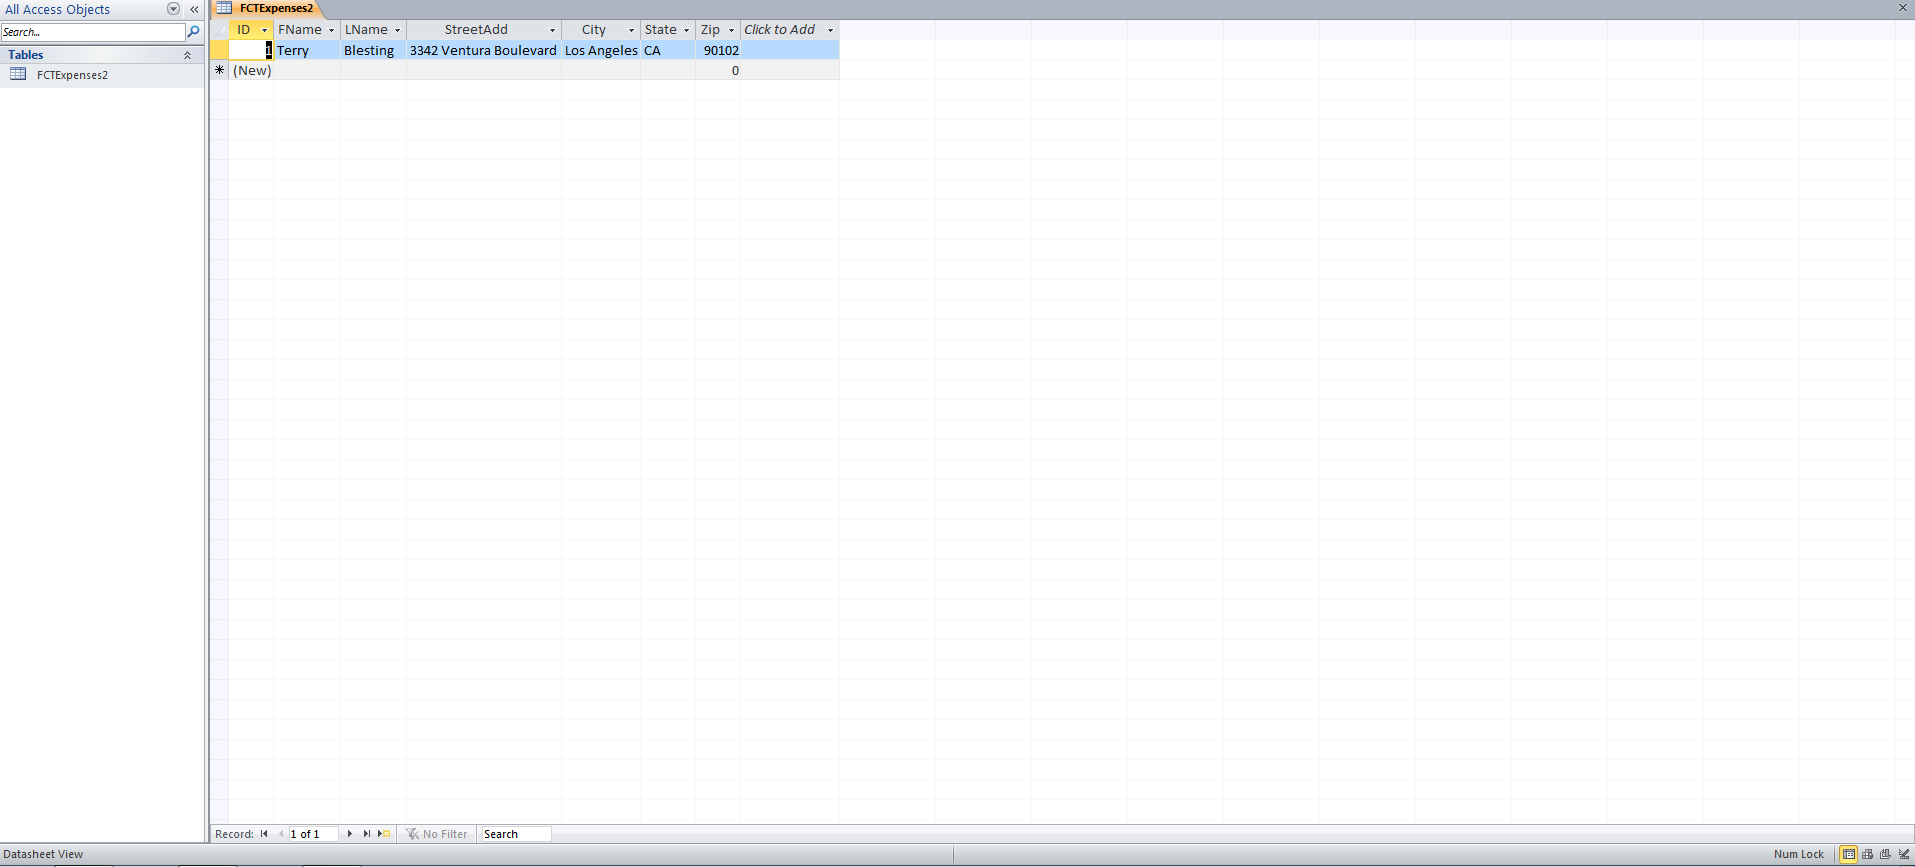 All Access Objects
Search...
Tables
FCTExpenses2
FCTExpenses2
ID FName LName StreetAdd City State Zip Click to Add
1 Terry Blesting 3342 Ventura Boulevard Los Angeles CA 90102
(New) 0
Record: 1 of 1 No Filter Search
Datasheet View Num Lock